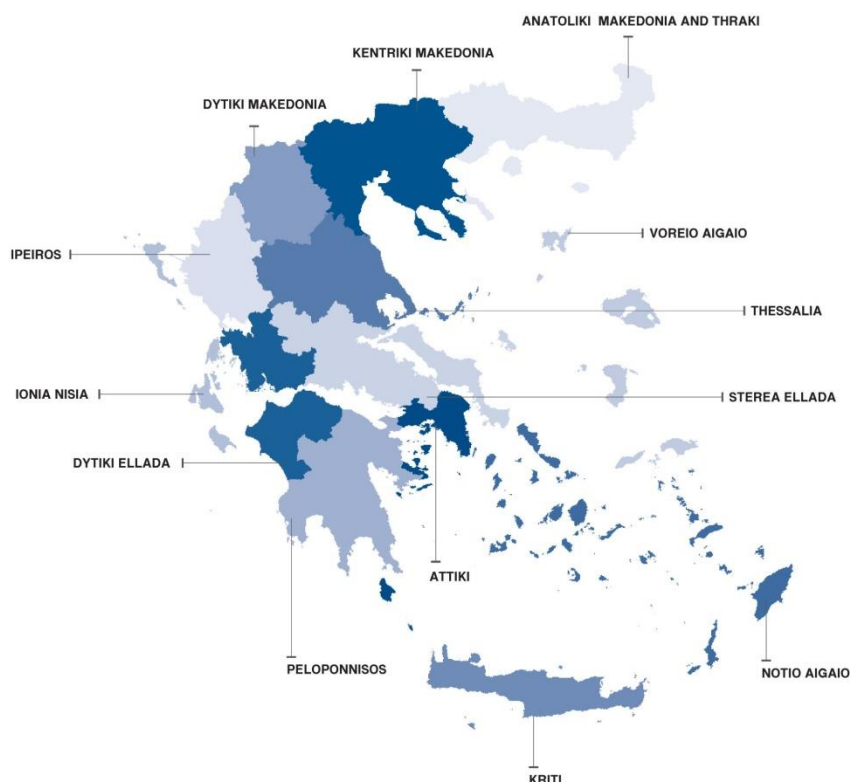 ANATOLIKI MAKEDONIA AND THRAKI
KENTRIKI MAKEDONIA
DYTIKI MAKEDONIA
VOREIO AIGAIO
IPEIROS
THESSALIA
IONIA NISIA
STEREA ELLADA
DYTIKI ELLADA
ATTIKI
PELOPONNISOS
NOTIO AIGAIO
KRITI